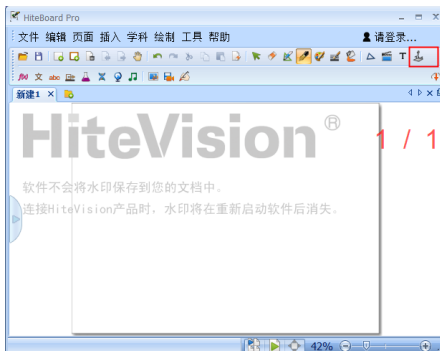 HiteBoard Pro
文件 编辑 页面 插入 学科 绘制 工具 帮助 请登录...
T
f(x) 文 abc
新建1
HiteVision®
1 / 1
软件不会将水印保存到您的文档中。
连接HiteVision产品时，水印将在重新启动软件后消失。
42%